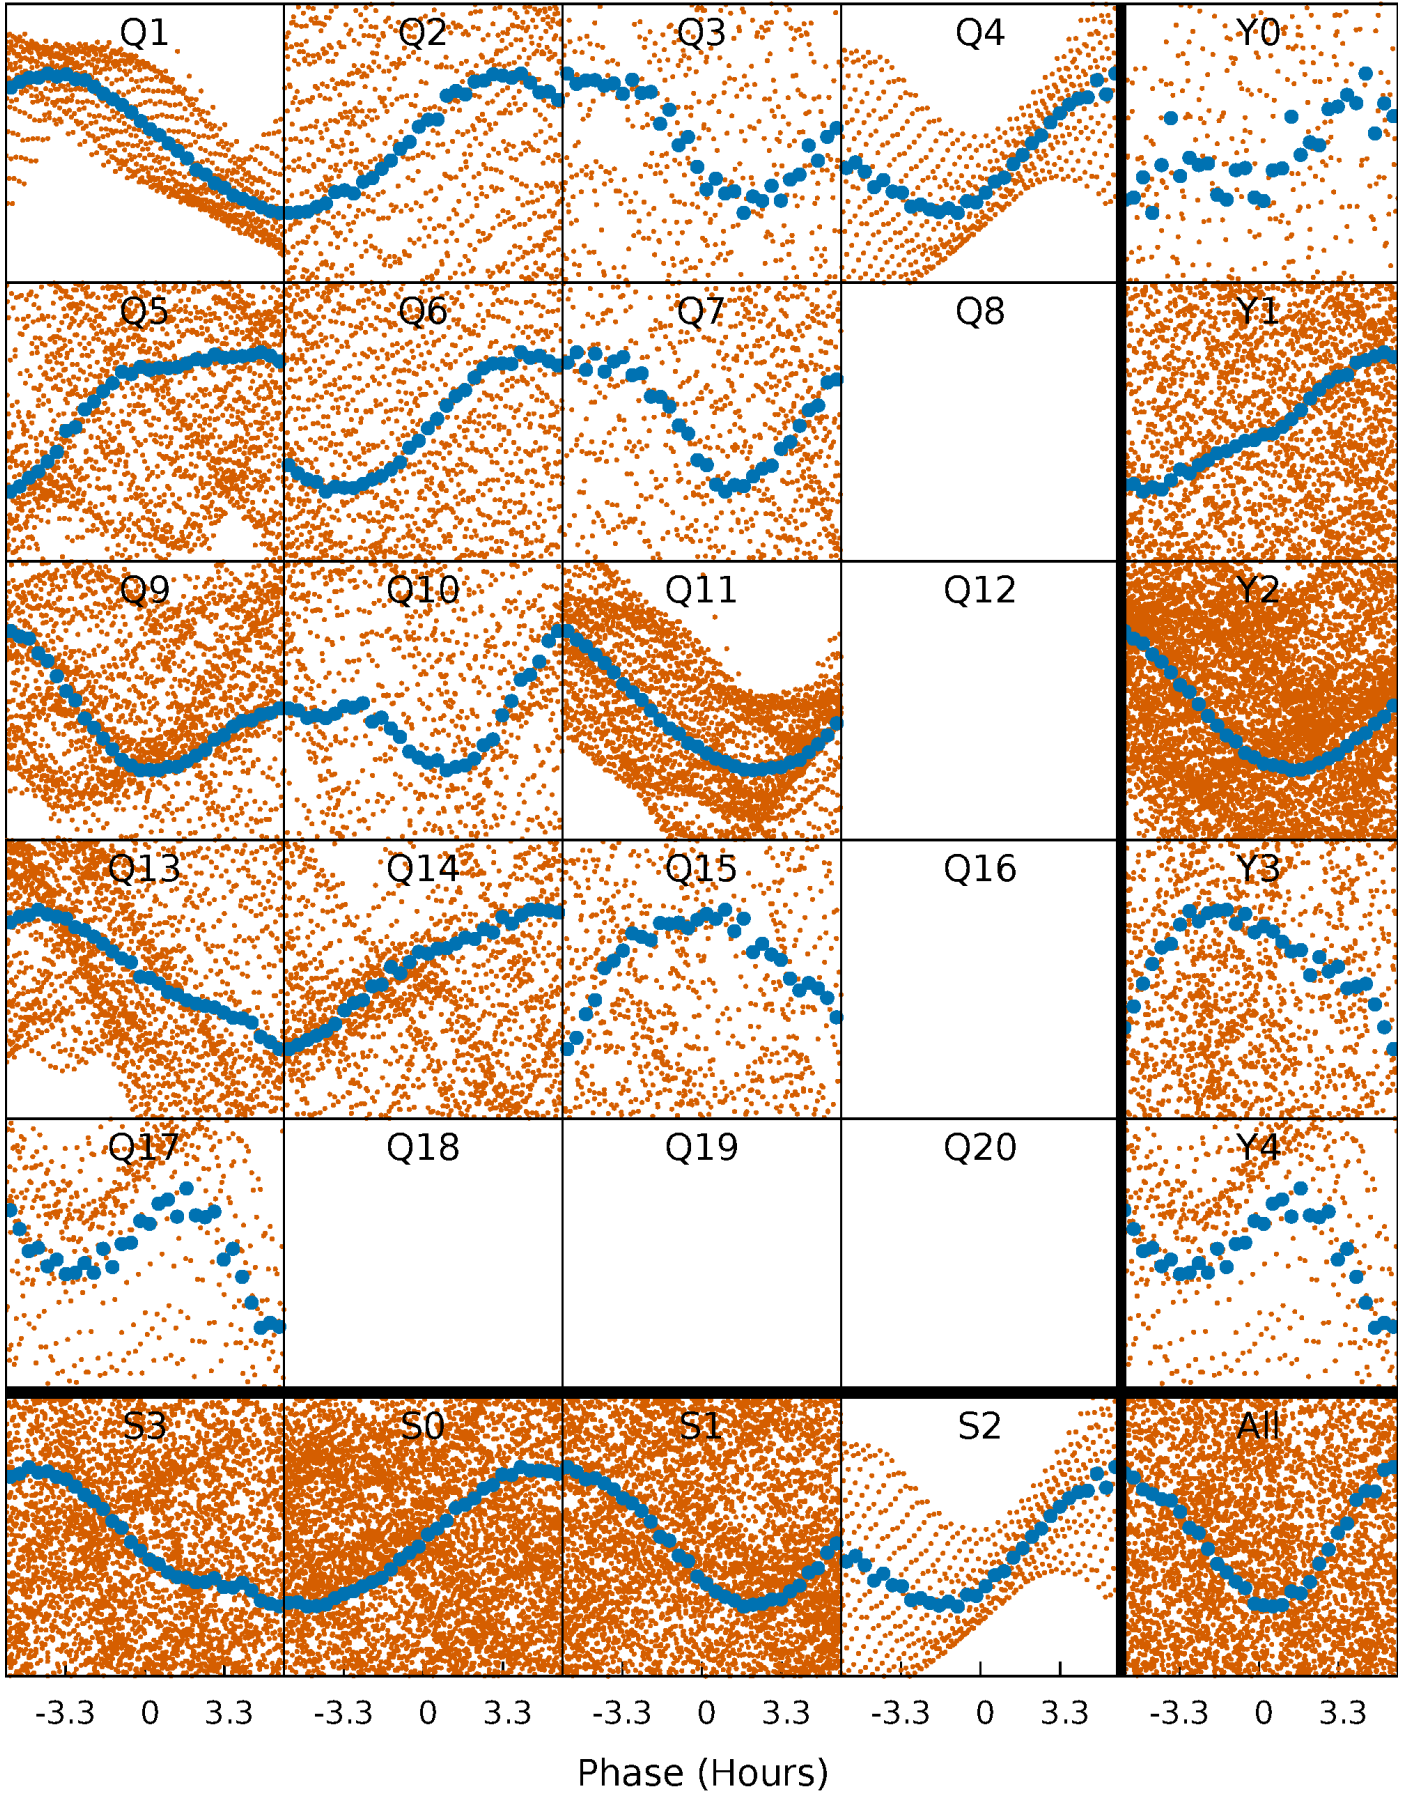 Q1 Q2 Q3 Q4 Y0
Q5 Q6 Q7 Q8 Y1
Q9 Q10 Q11 Q12 Y2
Q13 Q14 Q15 Q16 Y3
Q17 Q18 Q19 Q20 Y4
S3 S0 S1 S2 All
-3.3 0 3.3 -3.3 0 3.3 -3.3 0 3.3 -3.3 0 3.3 -3.3 0 3.3
Phase (Hours)